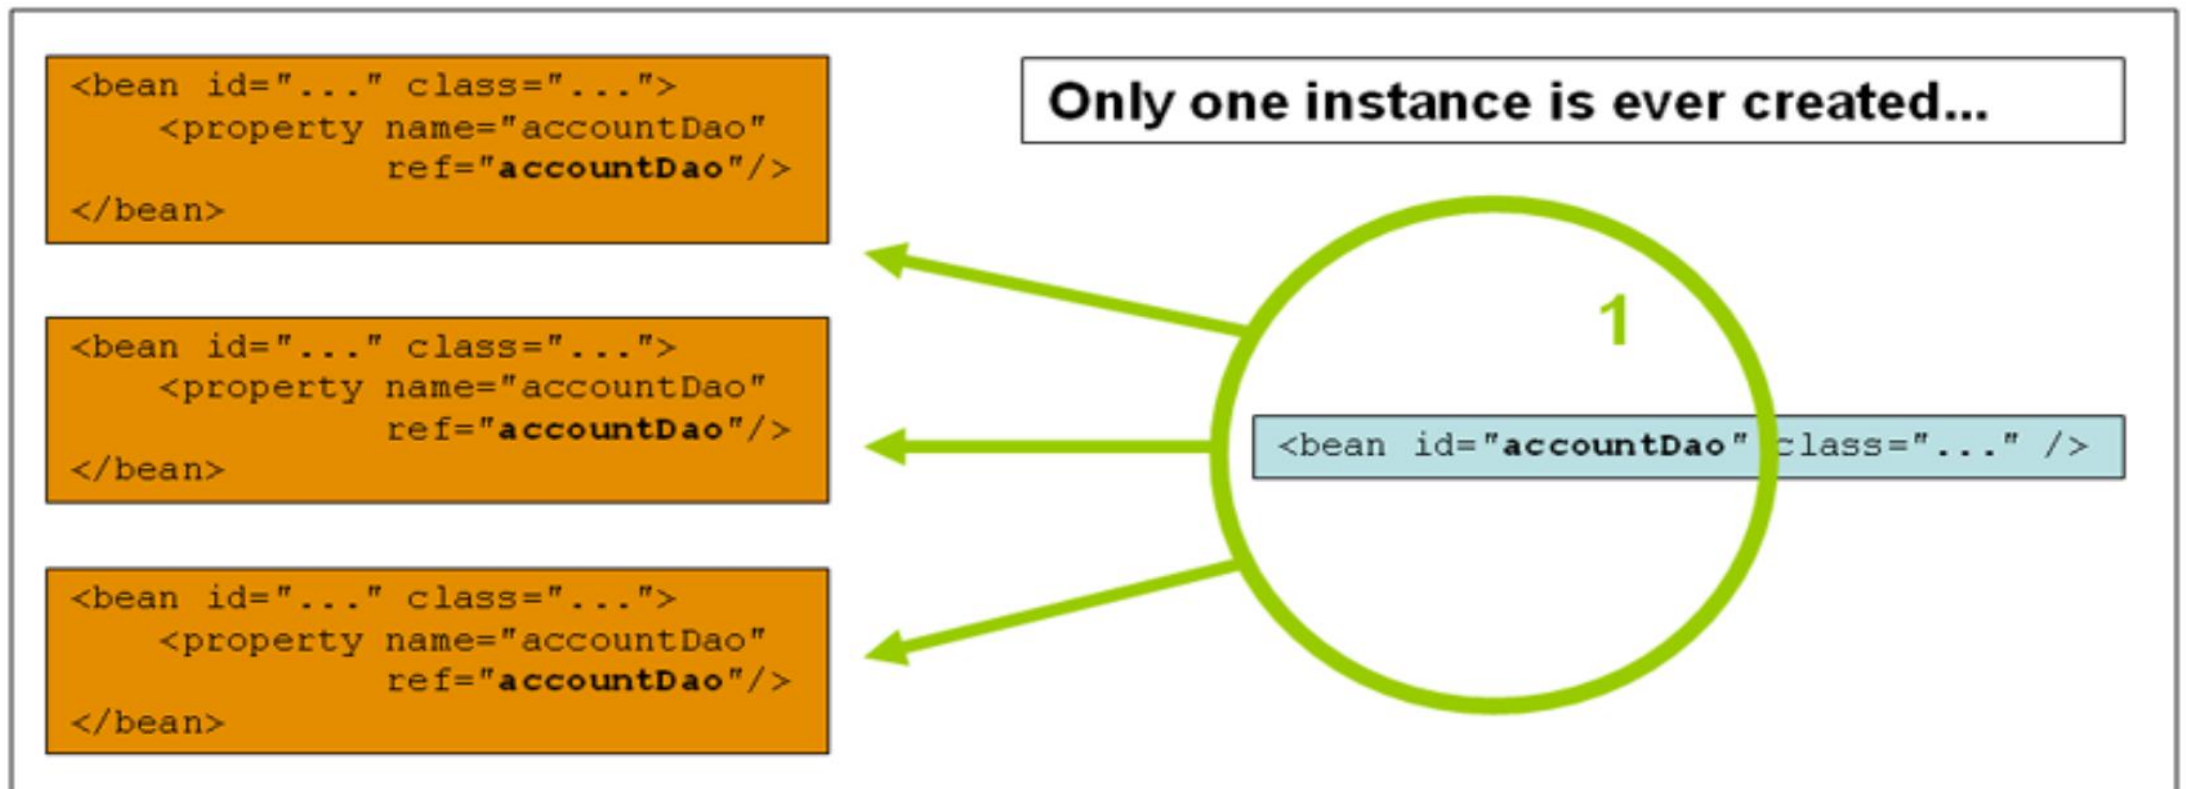 <bean id="..." class="...">
<property name="accountDao"
ref="accountDao"/>
</bean>
Only one instance is ever created...
<bean id="..." class="...">
<property name="accountDao"
ref="accountDao"/>
</bean>
1
<bean id="accountDao" class="..." />
<bean id="..." class="...">
<property name="accountDao"
ref="accountDao"/>
</bean>